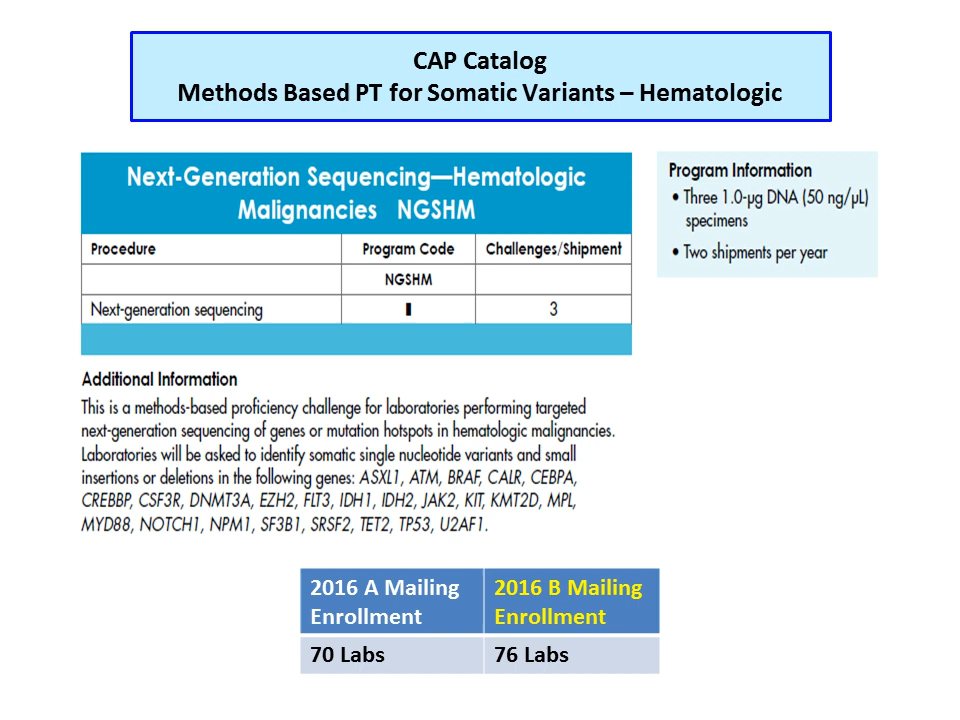 CAP Catalog
Methods Based PT for Somatic Variants – Hematologic
Next-Generation Sequencing—Hematologic
Malignancies NGSHM
Procedure Program Code Challenges/Shipment
NGSHM
Next-generation sequencing ▮ 3
Program Information
• Three 1.0-µg DNA (50 ng/µL)
specimens
• Two shipments per year
Additional Information
This is a methods-based proficiency challenge for laboratories performing targeted
next-generation sequencing of genes or mutation hotspots in hematologic malignancies.
Laboratories will be asked to identify somatic single nucleotide variants and small
insertions or deletions in the following genes: ASXL1, ATM, BRAF, CALR, CEBPA,
CREBBP, CSF3R, DNMT3A, EZH2, FLT3, IDH1, IDH2, JAK2, KIT, KMT2D, MPL,
MYD88, NOTCH1, NPM1, SF3B1, SRSF2, TET2, TP53, U2AF1.
2016 A Mailing 2016 B Mailing
Enrollment Enrollment
70 Labs 76 Labs